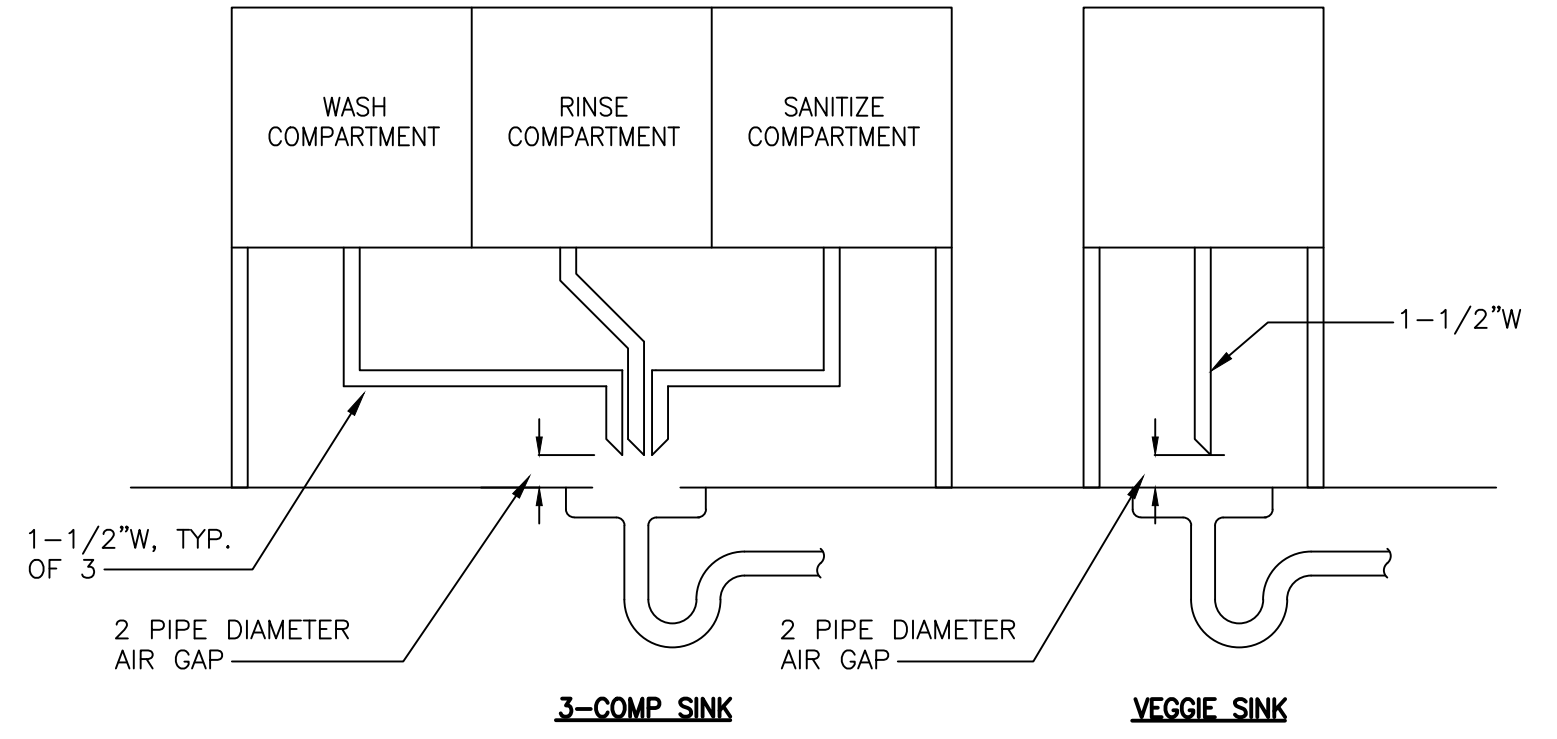 WASH
COMPARTMENT
RINSE
COMPARTMENT
SANITIZE
COMPARTMENT
1-1/2"W
1-1/2"W, TYP.
OF 3
2 PIPE DIAMETER
AIR GAP
2 PIPE DIAMETER
AIR GAP
3-COMP SINK
VEGGIE SINK